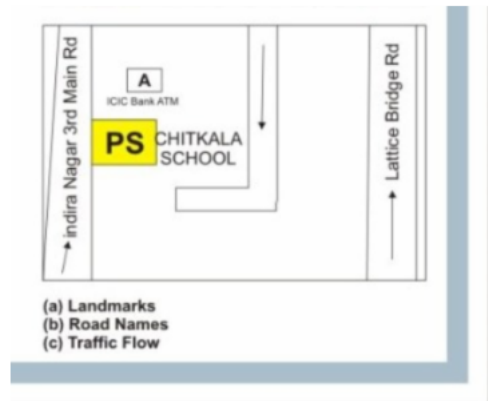 indira Nagar 3rd Main Rd
A
ICIC Bank ATM
PS
CHITKALA
SCHOOL
Lattice Bridge Rd
(a) Landmarks
(b) Road Names
(c) Traffic Flow